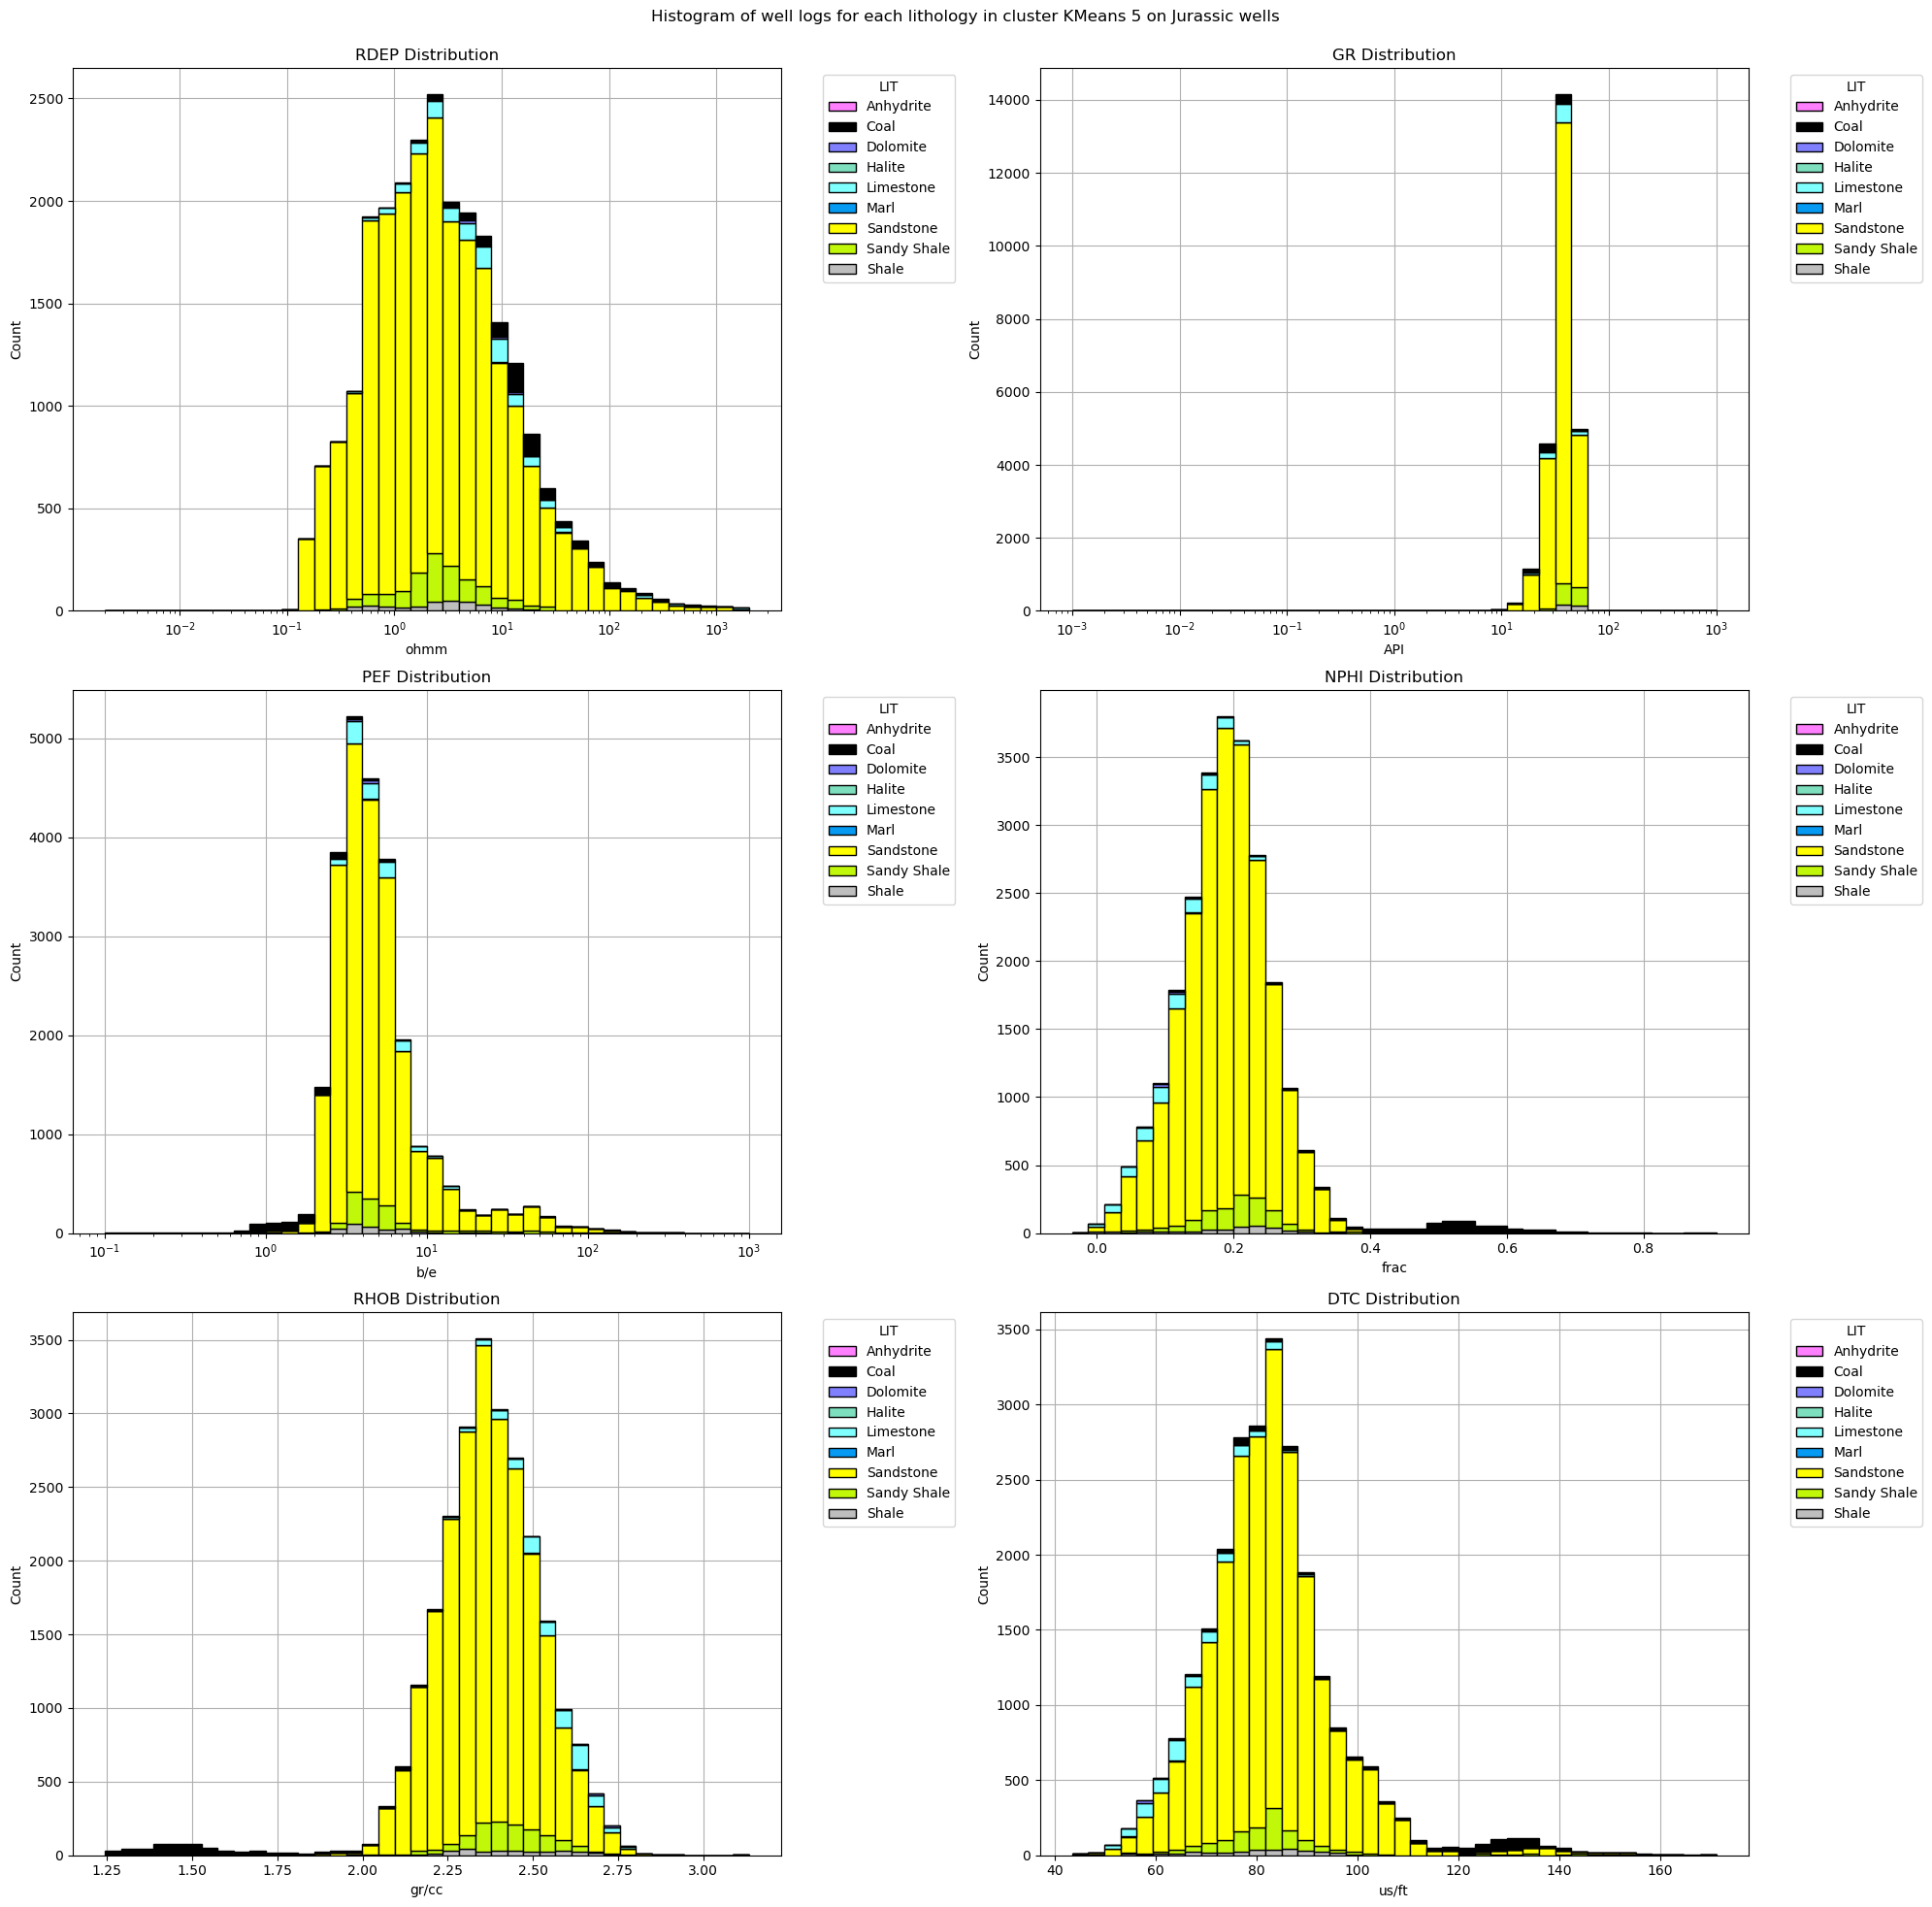 Histogram of well logs for each lithology in cluster KMeans 5 on Jurassic wells
RDEP Distribution
Count
2500
2000
1500
1000
500
0
10⁻² 10⁻¹ 10⁰ 10¹ 10² 10³
ohmm
LIT
Anhydrite
Coal
Dolomite
Halite
Limestone
Marl
Sandstone
Sandy Shale
Shale
GR Distribution
Count
14000
12000
10000
8000
6000
4000
2000
0
10⁻³ 10⁻² 10⁻¹ 10⁰ 10¹ 10² 10³
API
LIT
Anhydrite
Coal
Dolomite
Halite
Limestone
Marl
Sandstone
Sandy Shale
Shale
PEF Distribution
Count
5000
4000
3000
2000
1000
0
10⁻¹ 10⁰ 10¹ 10² 10³
b/e
LIT
Anhydrite
Coal
Dolomite
Halite
Limestone
Marl
Sandstone
Sandy Shale
Shale
NPHI Distribution
Count
3500
3000
2500
2000
1500
1000
500
0
0.0 0.2 0.4 0.6 0.8
frac
LIT
Anhydrite
Coal
Dolomite
Halite
Limestone
Marl
Sandstone
Sandy Shale
Shale
RHOB Distribution
Count
3500
3000
2500
2000
1500
1000
500
0
1.25 1.50 1.75 2.00 2.25 2.50 2.75 3.00
gr/cc
LIT
Anhydrite
Coal
Dolomite
Halite
Limestone
Marl
Sandstone
Sandy Shale
Shale
DTC Distribution
Count
3500
3000
2500
2000
1500
1000
500
0
40 60 80 100 120 140 160
us/ft
LIT
Anhydrite
Coal
Dolomite
Halite
Limestone
Marl
Sandstone
Sandy Shale
Shale